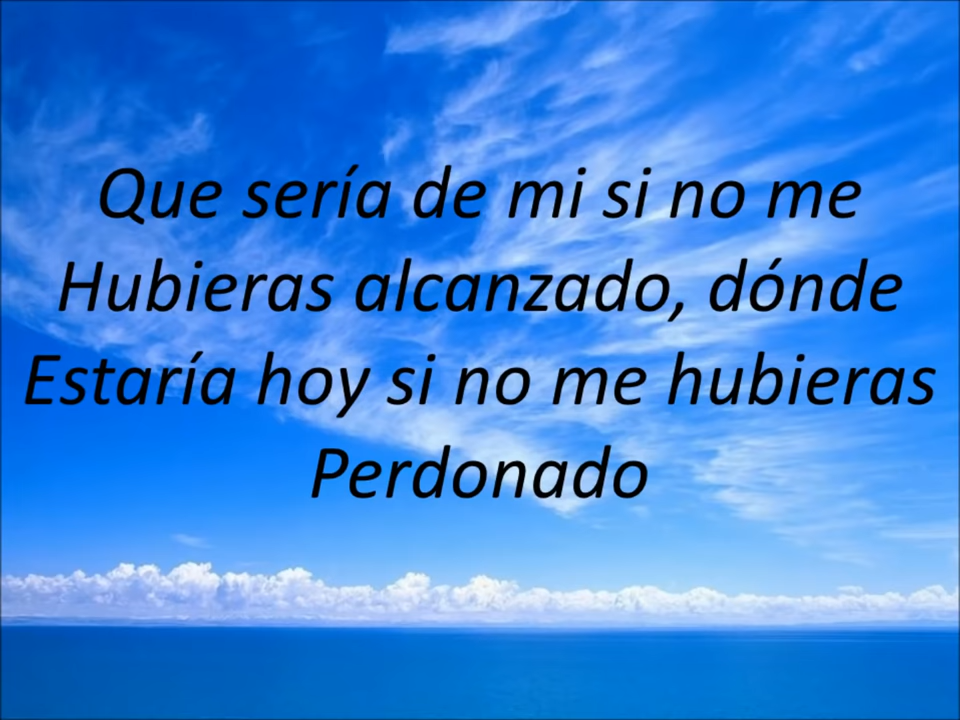 Que sería de mi si no me
Hubieras alcanzado, dónde
Estaría hoy si no me hubieras
Perdonado